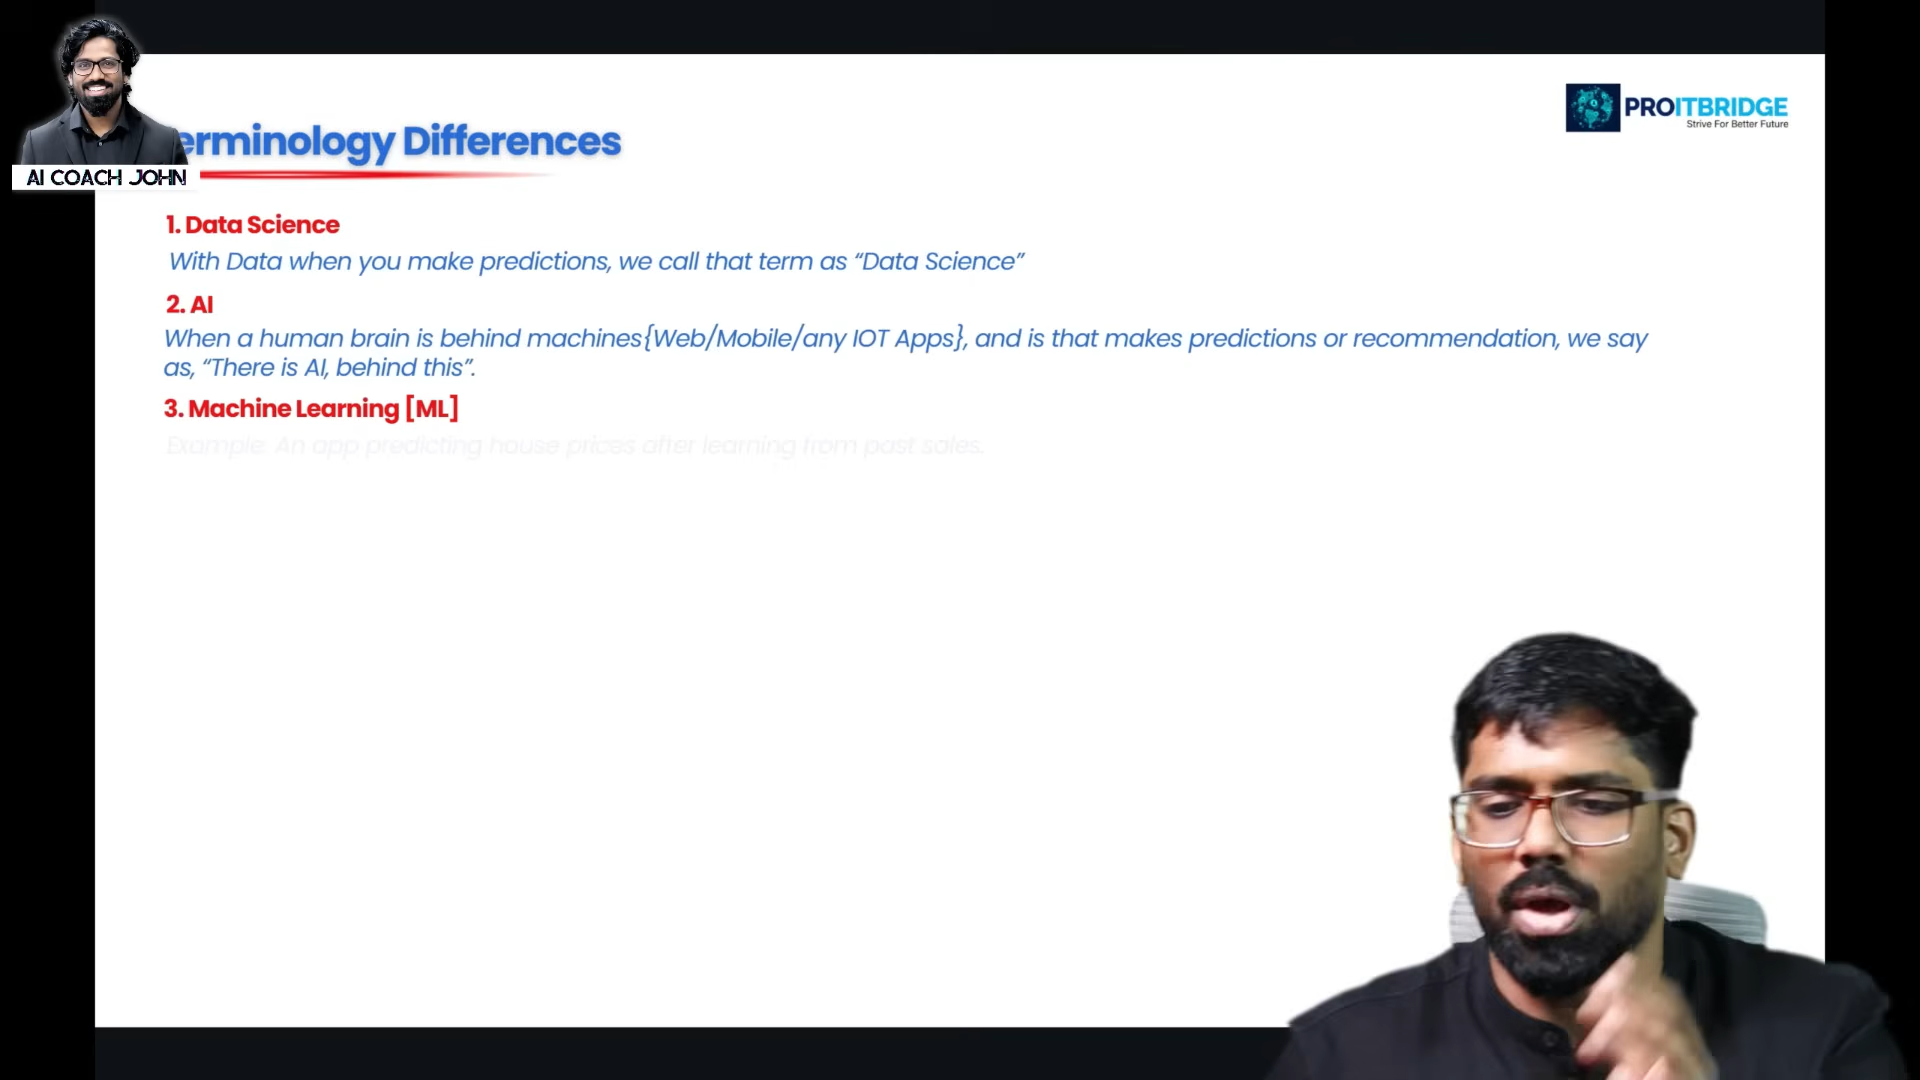 PROITBRIDGE
Strive For Better Future
erminology Differences
AI COACH JOHN
1. Data Science
With Data when you make predictions, we call that term as “Data Science”
2. AI
When a human brain is behind machines{Web/Mobile/any IOT Apps}, and is that makes predictions or recommendation, we say
as, “There is AI, behind this”.
3. Machine Learning [ML]
Example: An app predicting house prices after learning from past sales.